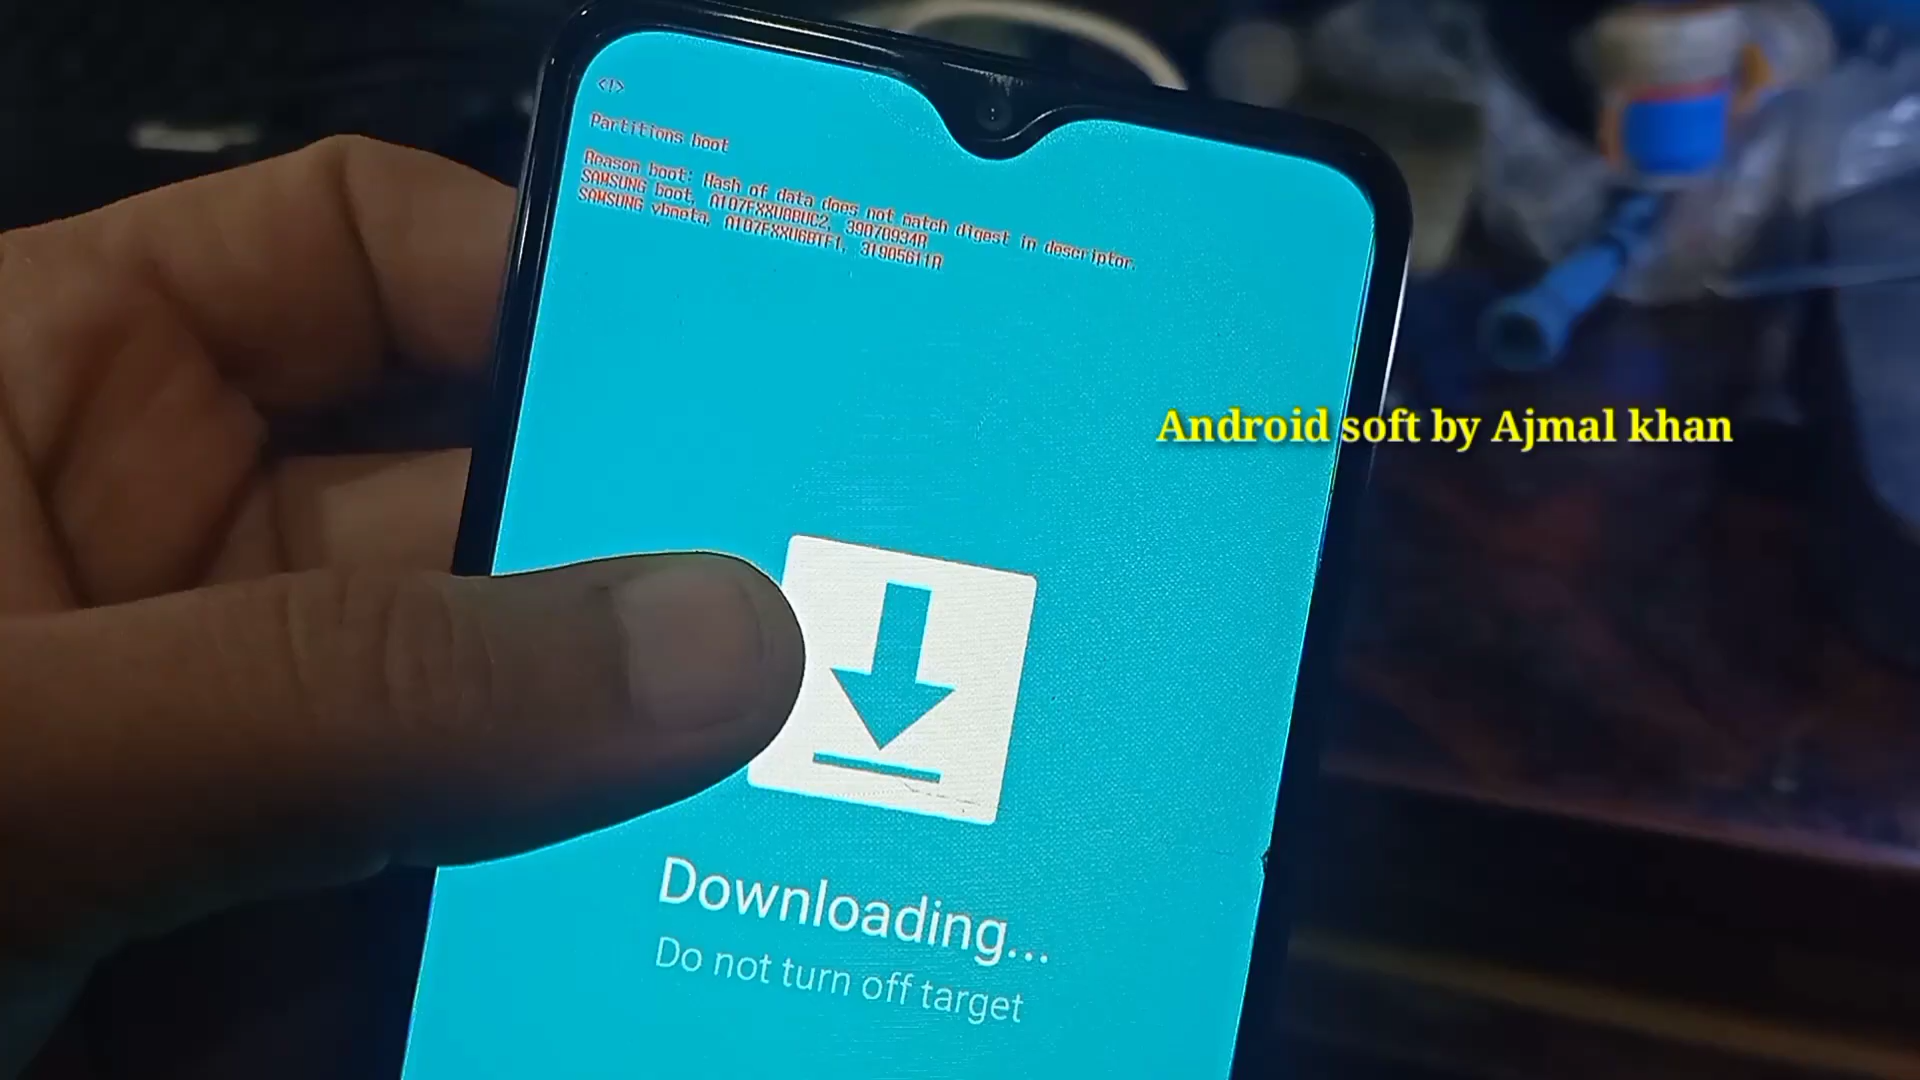 <!>
Partitions boot
Reason boot: Hash of data does not match digest in descriptor.
SAMSUNG boot, A107FXXU8BUC2, 39070934R
SAMSUNG vbmeta, A107FXXU6BTF1, 31905611R
Android soft by Ajmal khan
Downloading...
Do not turn off target